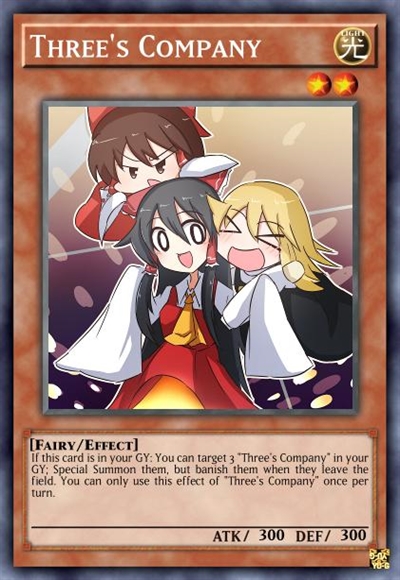 THREE'S COMPANY
LIGHT
光
[FAIRY/EFFECT]
If this card is in your GY: You can target 3 "Three's Company" in your
GY; Special Summon them, but banish them when they leave the
field. You can only use this effect of "Three's Company" once per
turn.
ATK / 300 DEF / 300